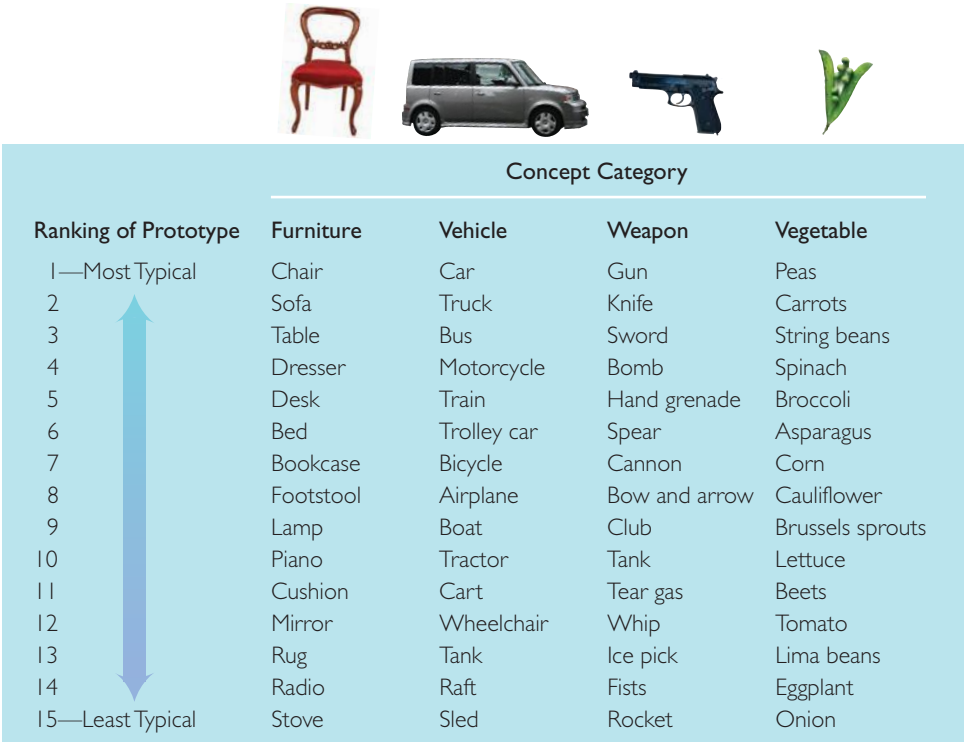 Concept Category
Ranking of Prototype Furniture Vehicle Weapon Vegetable
1—Most Typical Chair Car Gun Peas
2 Sofa Truck Knife Carrots
3 Table Bus Sword String beans
4 Dresser Motorcycle Bomb Spinach
5 Desk Train Hand grenade Broccoli
6 Bed Trolley car Spear Asparagus
7 Bookcase Bicycle Cannon Corn
8 Footstool Airplane Bow and arrow Cauliflower
9 Lamp Boat Club Brussels sprouts
10 Piano Tractor Tank Lettuce
11 Cushion Cart Tear gas Beets
12 Mirror Wheelchair Whip Tomato
13 Rug Tank Ice pick Lima beans
14 Radio Raft Fists Eggplant
15—Least Typical Stove Sled Rocket Onion